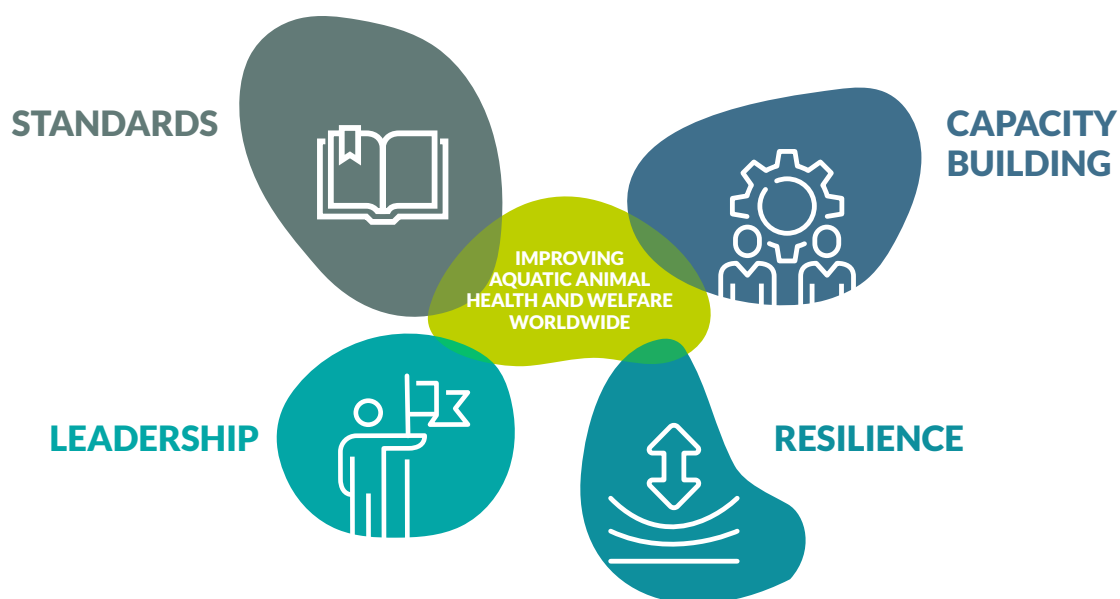 STANDARDS
CAPACITY
BUILDING
IMPROVING
AQUATIC ANIMAL
HEALTH AND WELFARE
WORLDWIDE
LEADERSHIP
RESILIENCE